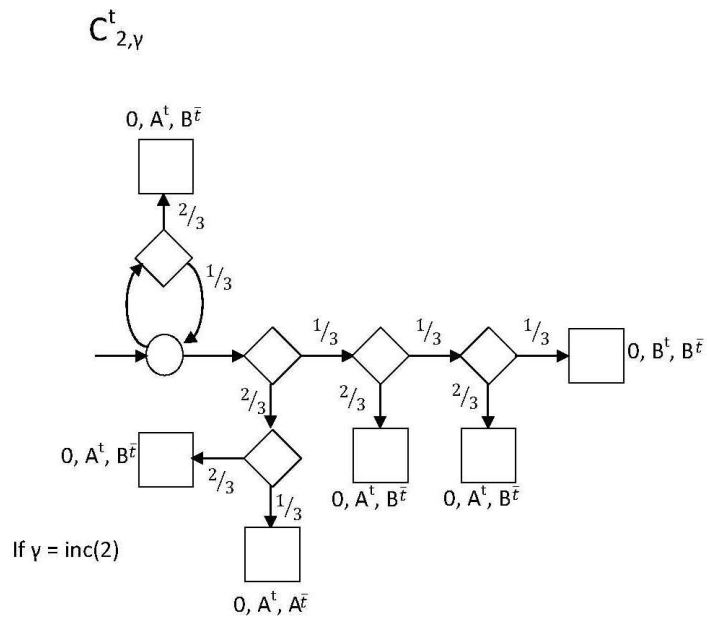 C^t_{2,γ}
0, A^t, B^t̄
2/3
1/3
1/3
1/3
1/3
0, B^t, B^t̄
2/3
2/3
2/3
0, A^t, B^t̄
2/3
1/3
0, A^t, B^t̄
0, A^t, B^t̄
If γ = inc(2)
0, A^t, A^t̄